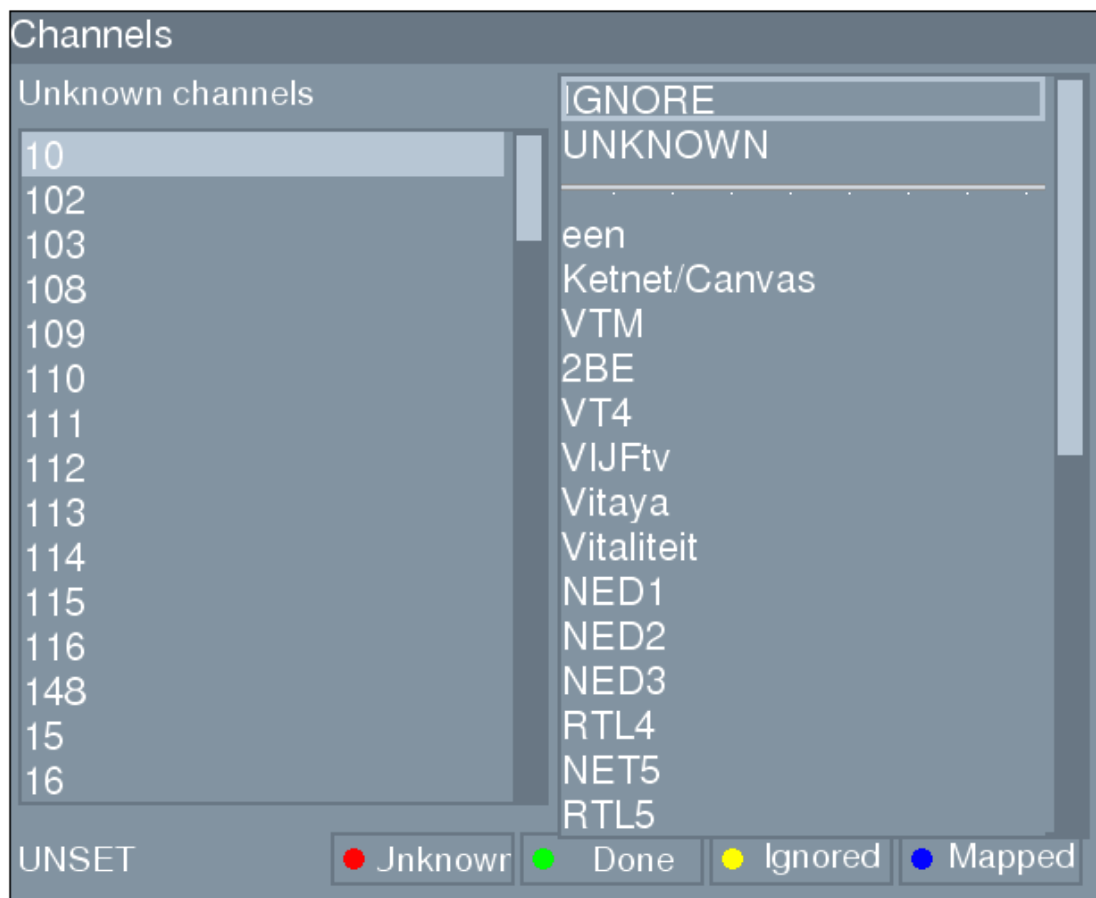 Channels
Unknown channels
10
102
103
108
109
110
111
112
113
114
115
116
148
15
16
IGNORE
UNKNOWN
een
Ketnet/Canvas
VTM
2BE
VT4
VIJFtv
Vitaya
Vitaliteit
NED1
NED2
NED3
RTL4
NET5
RTL5
UNSET
Jnknowr
Done
Ignored
Mapped